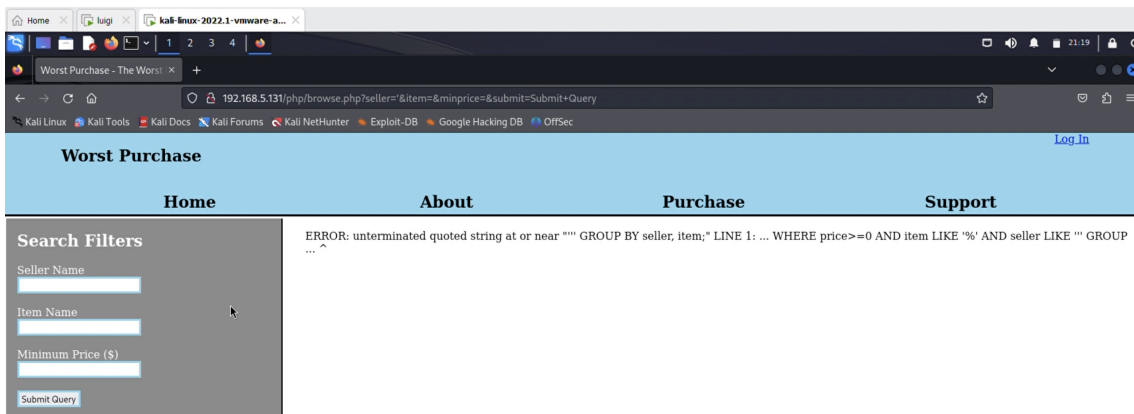 Home luigi kali-linux-2022.1-vmware-a...
1 2 3 4 21:19
Worst Purchase - The Worst
192.168.5.131/php/browse.php?seller='&item=&minprice=&submit=Submit+Query
Kali Linux Kali Tools Kali Docs Kali Forums Kali NetHunter Exploit-DB Google Hacking DB OffSec
Log In
Worst Purchase
Home About Purchase Support
Search Filters
ERROR: unterminated quoted string at or near "''' GROUP BY seller, item;" LINE 1: ... WHERE price>=0 AND item LIKE '%' AND seller LIKE ''' GROUP
... ^
Seller Name
Item Name
Minimum Price ($)
Submit Query